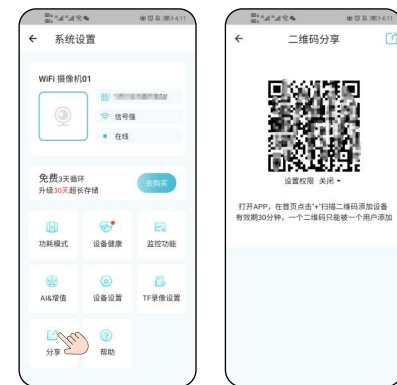 4:11
系统设置
WiFi 摄像机01
信号强
在线
免费3天循环
升级30天超长存储
去购买
功耗模式
设备健康
监控功能
AI&增值
设备设置
TF录像设置
分享
帮助
4:11
二维码分享
设置权限 关闭
打开APP，在首页点击"+"扫描二维码添加设备
有效期30分钟，一个二维码只能被一个用户添加